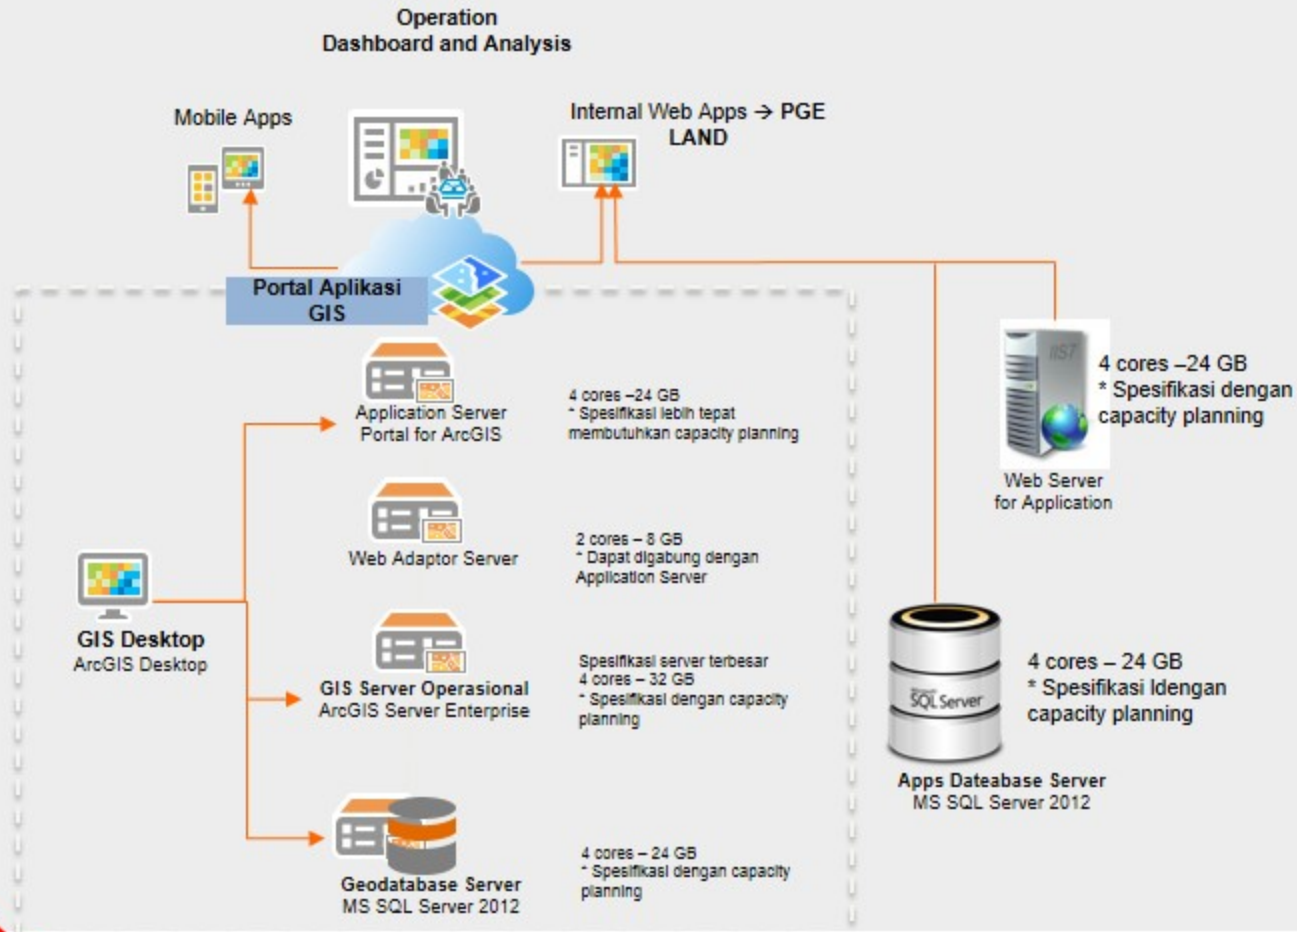 Operation
Dashboard and Analysis
Mobile Apps
Internal Web Apps → PGE
LAND
Portal Aplikasi
GIS
Application Server
Portal for ArcGIS
4 cores –24 GB
* Spesifikasi lebih tepat
membutuhkan capacity planning
IIS7
4 cores –24 GB
* Spesifikasi dengan
capacity planning
Web Server
for Application
Web Adaptor Server
2 cores – 8 GB
* Dapat digabung dengan
Application Server
GIS Desktop
ArcGIS Desktop
GIS Server Operasional
ArcGIS Server Enterprise
Spesifikasi server terbesar
4 cores – 32 GB
* Spesifikasi dengan capacity
planning
SQL Server
4 cores – 24 GB
* Spesifikasi ldengan
capacity planning
Apps Dateabase Server
MS SQL Server 2012
Geodatabase Server
MS SQL Server 2012
4 cores – 24 GB
* Spesifikasi dengan capacity
planning